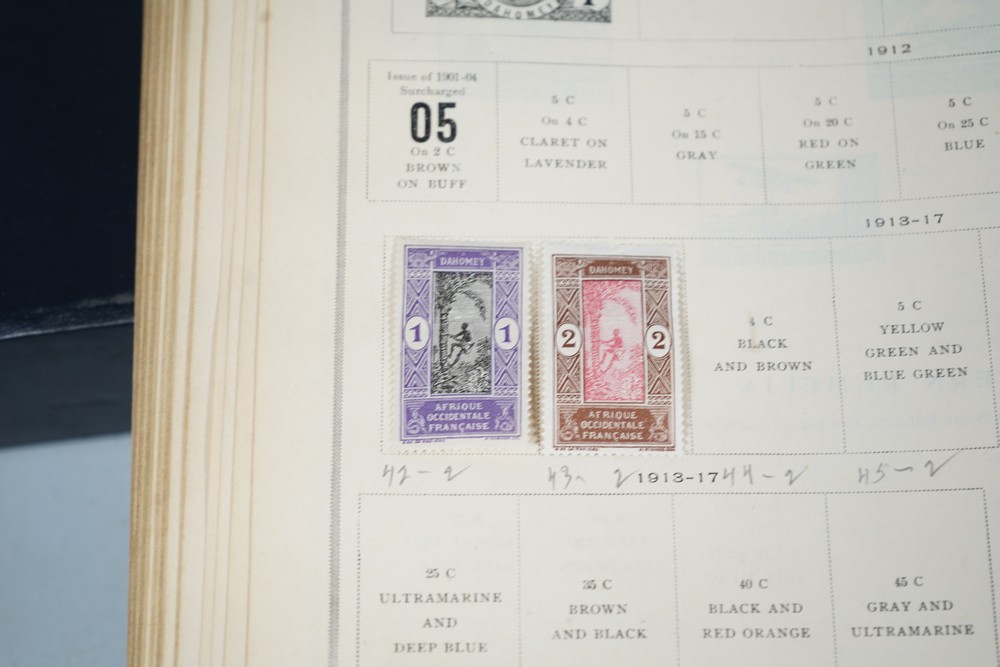 DAHOMEY
1912
Issue of 1901-04
Surcharged
05
On 2 C
BROWN
ON BUFF
5 C
On 4 C
CLARET ON
LAVENDER
5 C
On 15 C
GRAY
5 C
On 20 C
RED ON
GREEN
5 C
On 25 C
BLUE
1913-17
DAHOMEY
1 1
AFRIQUE
OCCIDENTALE
FRANÇAISE
DAHOMEY
2 2
AFRIQUE
OCCIDENTALE
FRANÇAISE
4 C
BLACK
AND BROWN
5 C
YELLOW
GREEN AND
BLUE GREEN
42-2
43-2
1913-17
44-2
45-2
25 C
ULTRAMARINE
AND
DEEP BLUE
35 C
BROWN
AND BLACK
40 C
BLACK AND
RED ORANGE
45 C
GRAY AND
ULTRAMARINE